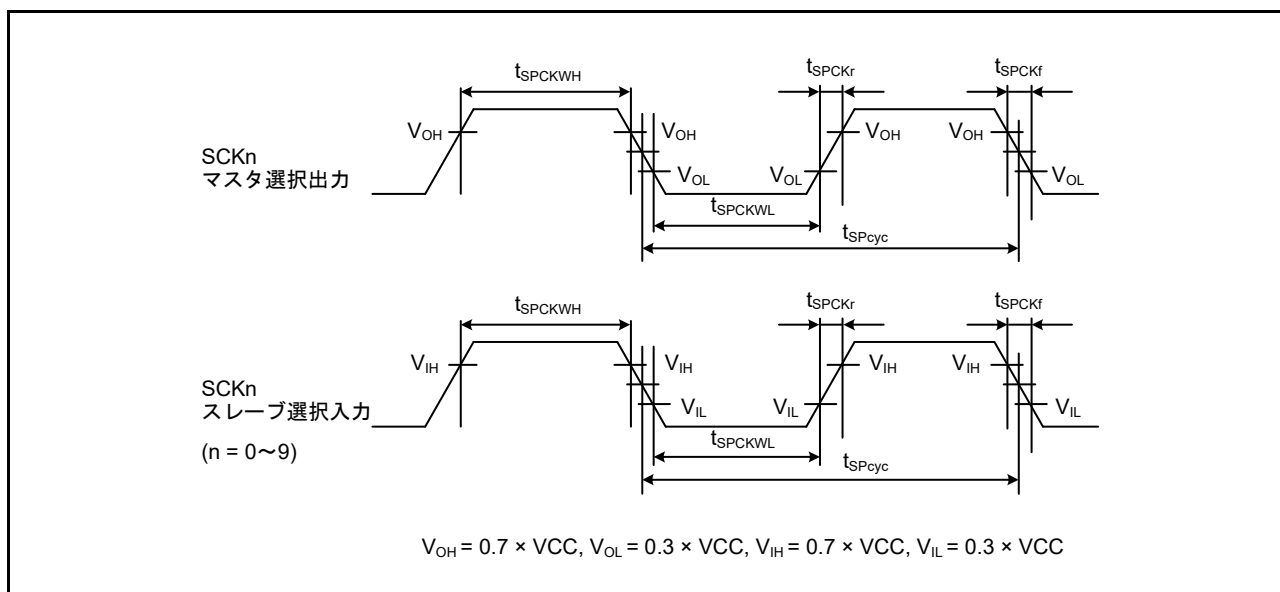 tSPCKWH
tSPCKr
tSPCKf
VOH
VOH
VOH
VOH
SCKn
マスタ選択出力
VOL
VOL
VOL
tSPCKWL
tSPcyc
tSPCKWH
tSPCKr
tSPCKf
VIH
VIH
VIH
VIH
SCKn
スレーブ選択入力
VIL
VIL
VIL
(n = 0～9)
tSPCKWL
tSPcyc
VOH = 0.7 × VCC, VOL = 0.3 × VCC, VIH = 0.7 × VCC, VIL = 0.3 × VCC